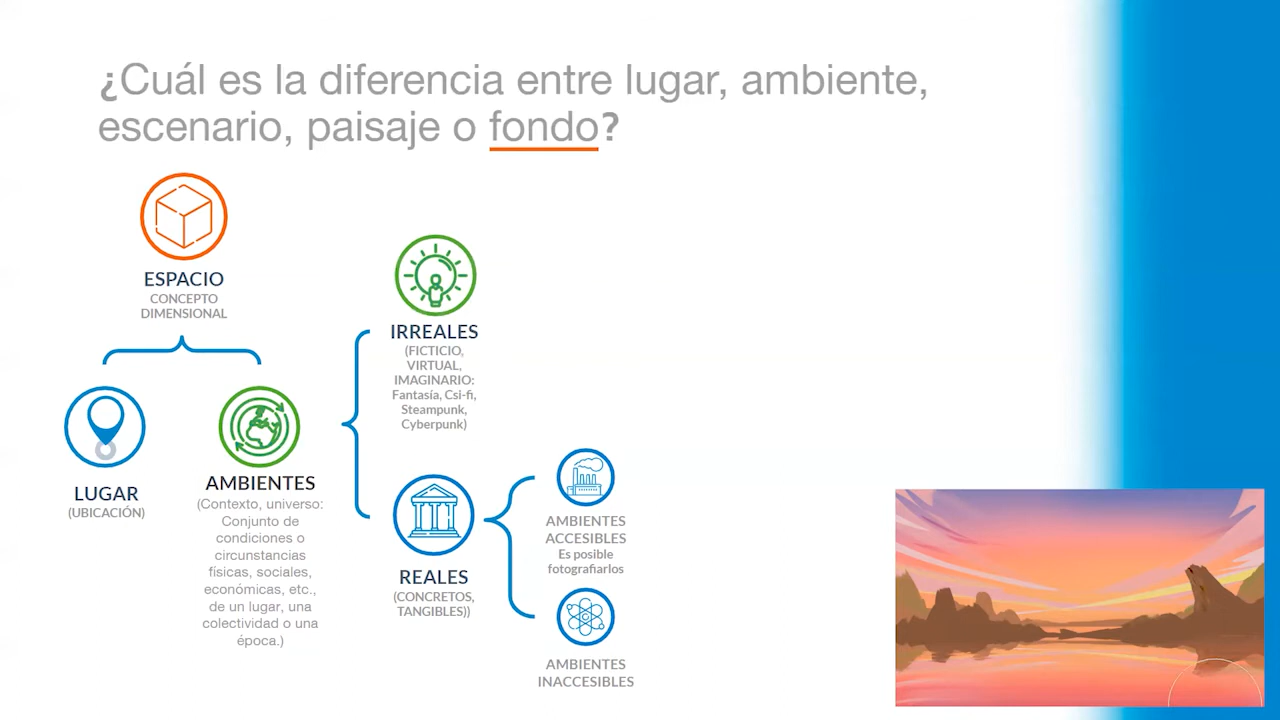 ¿Cuál es la diferencia entre lugar, ambiente,
escenario, paisaje o fondo?
ESPACIO
CONCEPTO
DIMENSIONAL
LUGAR
(UBICACIÓN)
AMBIENTES
(Contexto, universo:
Conjunto de
condiciones o
circunstancias
físicas, sociales,
económicas, etc.,
de un lugar, una
colectividad o una
época.)
IRREALES
(FICTICIO,
VIRTUAL,
IMAGINARIO:
Fantasía, Csi-fi,
Steampunk,
Cyberpunk)
REALES
(CONCRETOS,
TANGIBLES))
AMBIENTES
ACCESIBLES
Es posible
fotografiarlos
AMBIENTES
INACCESIBLES